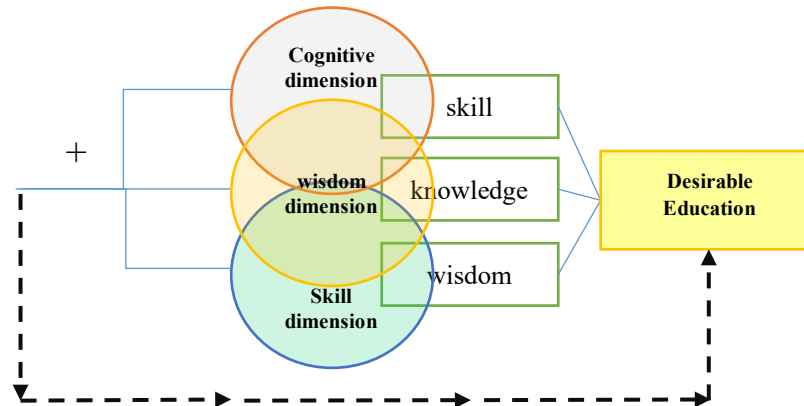 Cognitive
dimension
skill
+
wisdom
dimension
knowledge
Desirable
Education
wisdom
Skill
dimension